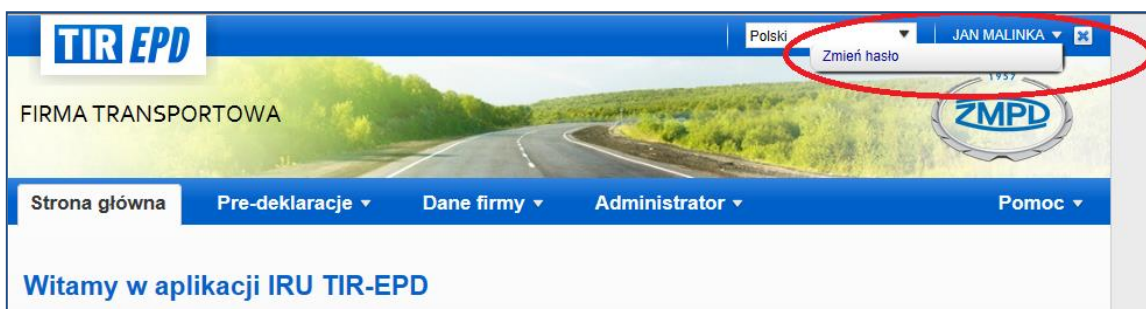 TIR EPD
Polski
JAN MALINKA
Zmień hasło
FIRMA TRANSPORTOWA
1957
ZMPD
Strona główna
Pre-deklaracje
Dane firmy
Administrator
Pomoc
Witamy w aplikacji IRU TIR-EPD